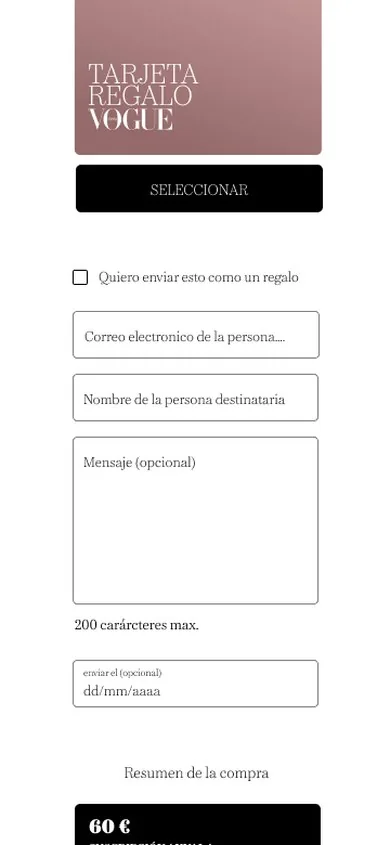 TARJETA
REGALO
VOGUE
SELECCIONAR
Quiero enviar esto como un regalo
Correo electronico de la persona....
Nombre de la persona destinataria
Mensaje (opcional)
200 carárcteres max.
enviar el (opcional)
dd/mm/aaaa
Resumen de la compra
60 €